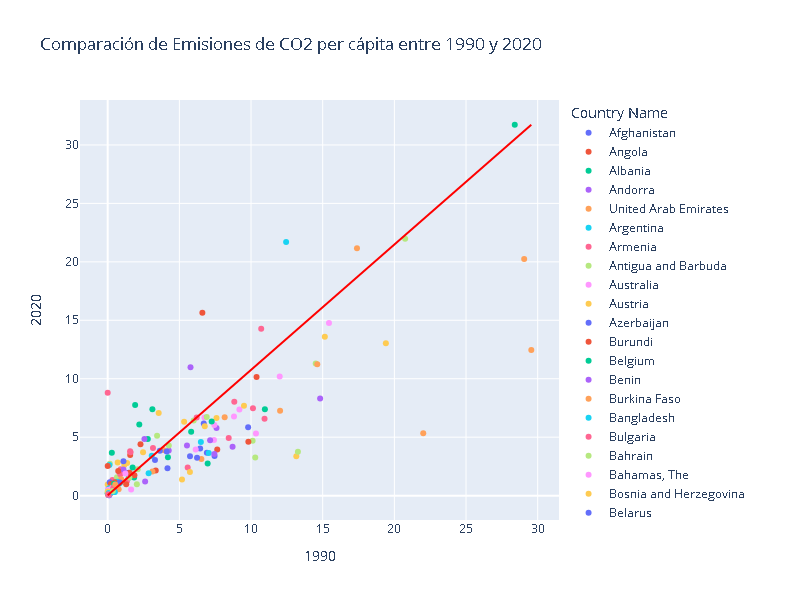 Comparación de Emisiones de CO2 per cápita entre 1990 y 2020
Country Name
Afghanistan
Angola
Albania
Andorra
United Arab Emirates
Argentina
Armenia
Antigua and Barbuda
Australia
Austria
Azerbaijan
Burundi
Belgium
Benin
Burkina Faso
Bangladesh
Bulgaria
Bahrain
Bahamas, The
Bosnia and Herzegovina
Belarus
30
25
20
15
10
5
0
2020
0 5 10 15 20 25 30
1990